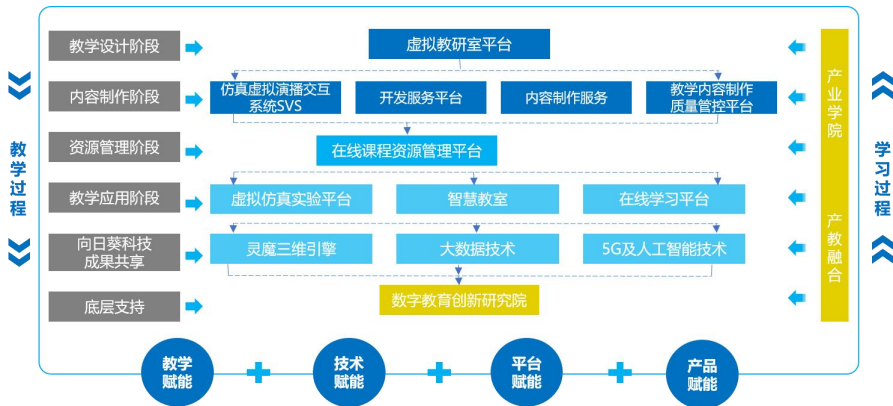 教学设计阶段
虚拟教研室平台
内容制作阶段
仿真虚拟演播交互
系统SVS
开发服务平台
内容制作服务
教学内容制作
质量管控平台
资源管理阶段
在线课程资源管理平台
教学应用阶段
虚拟仿真实验平台
智慧教室
在线学习平台
向日葵科技
成果共享
灵魔三维引擎
大数据技术
5G及人工智能技术
底层支持
数字教育创新研究院
教学过程
产业学院
产教融合
学习过程
教学
赋能
技术
赋能
平台
赋能
产品
赋能